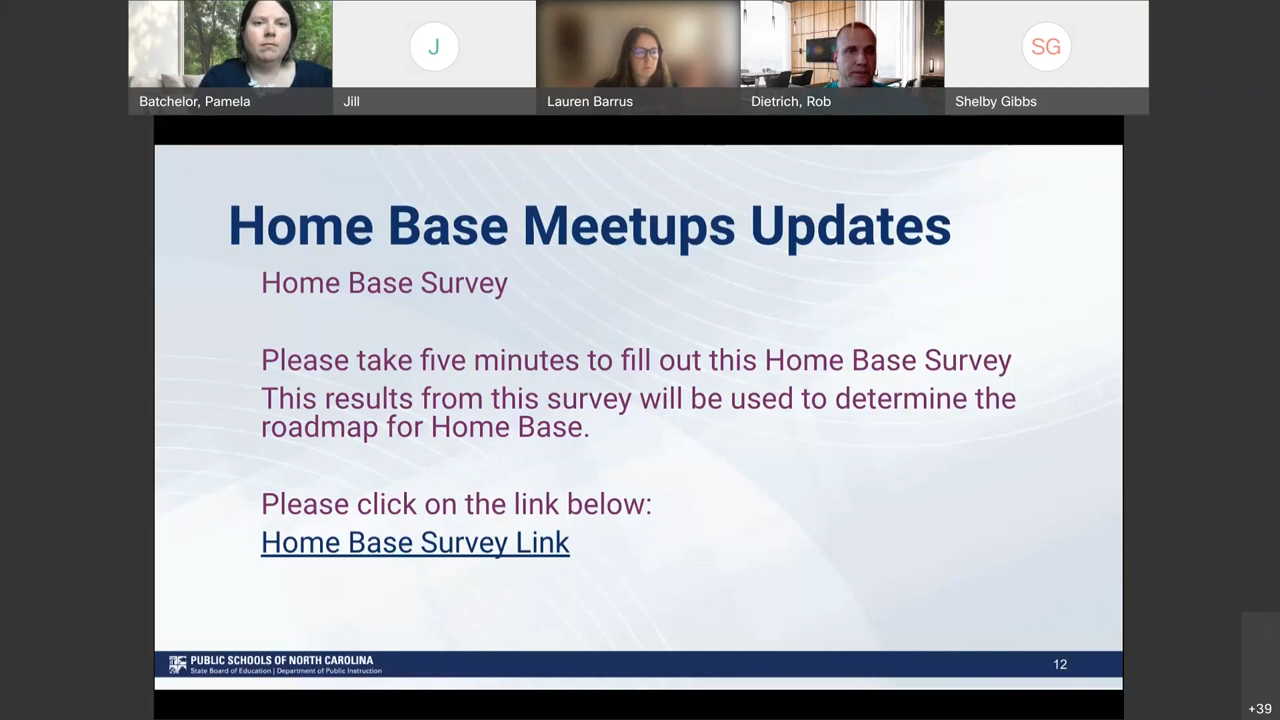 J
SG
Batchelor, Pamela
Jill
Lauren Barrus
Dietrich, Rob
Shelby Gibbs
Home Base Meetups Updates
Home Base Survey
Please take five minutes to fill out this Home Base Survey
This results from this survey will be used to determine the
roadmap for Home Base.
Please click on the link below:
Home Base Survey Link
PUBLIC SCHOOLS OF NORTH CAROLINA
State Board of Education | Department of Public Instruction
12
+39